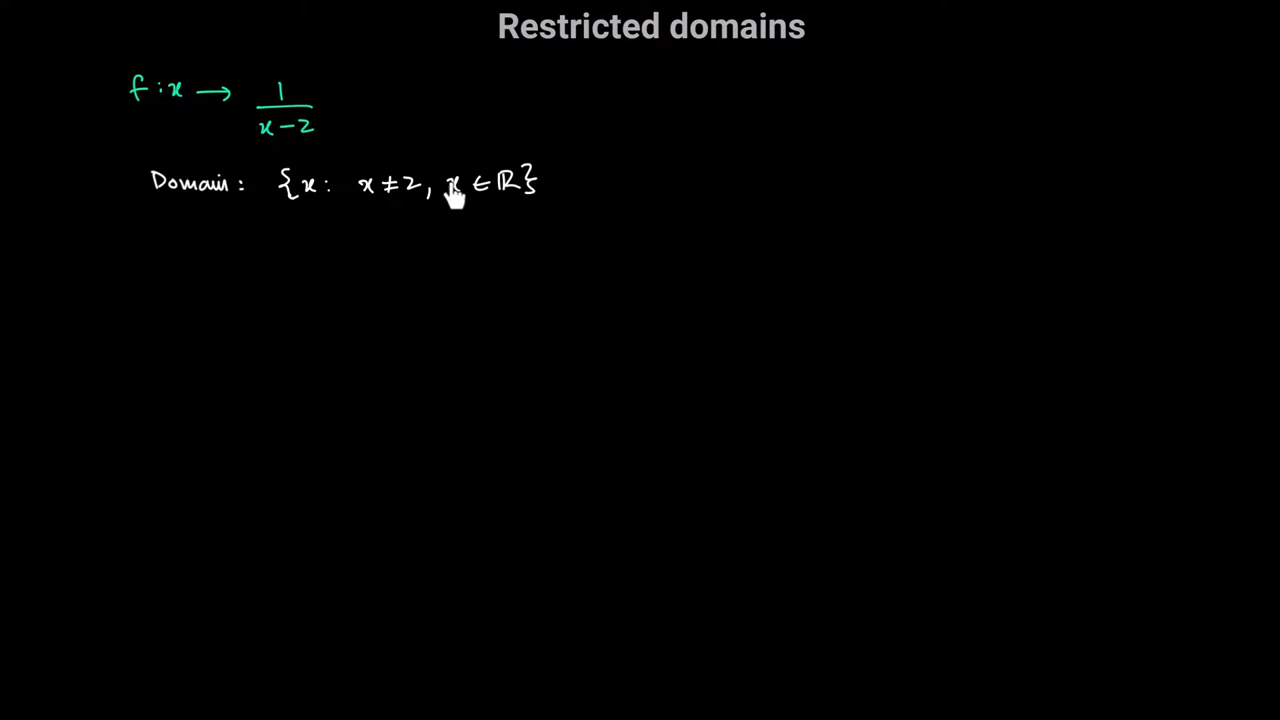 Restricted domains
f : x → 1/(x−2)
Domain: {x: x ≠ 2, x ∈ ℝ}